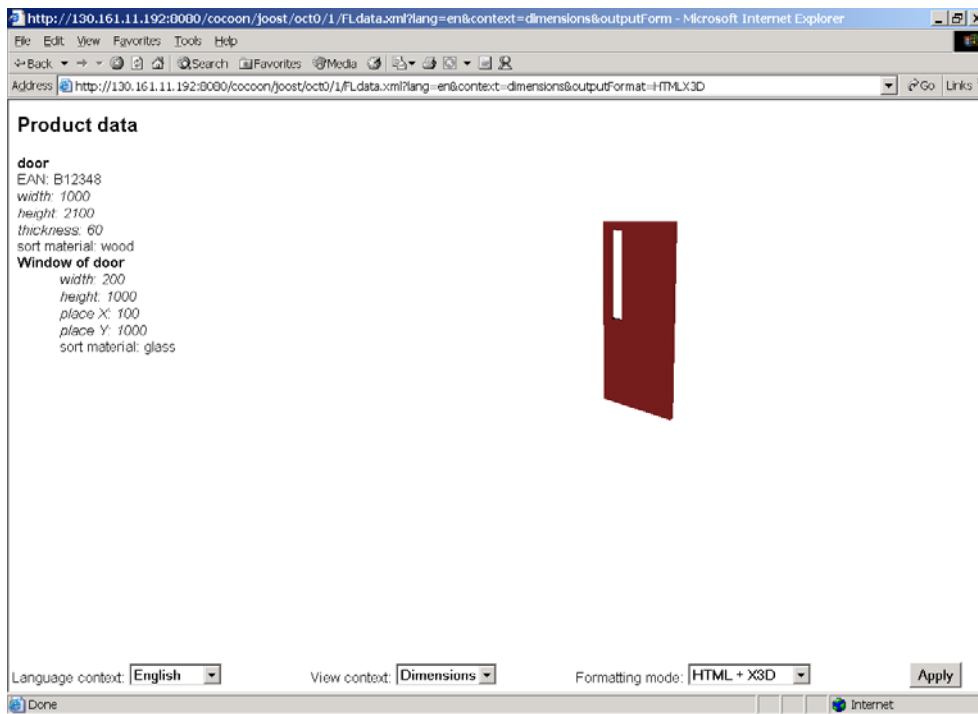 http://130.161.11.192:8080/cocoon/joost/oct0/1/FLdata.xml?lang=en&context=dimensions&outputForm - Microsoft Internet Explorer
File Edit View Favorites Tools Help
Back Search Favorites Media
Address http://130.161.11.192:8080/cocoon/joost/oct0/1/FLdata.xml?lang=en&context=dimensions&outputFormat=HTMLX3D Go Links
Product data
door
EAN: B12348
width: 1000
height: 2100
thickness: 60
sort material: wood
Window of door
width: 200
height: 1000
place X: 100
place Y: 1000
sort material: glass
Language context: English View context: Dimensions Formatting mode: HTML + X3D Apply
Done Internet